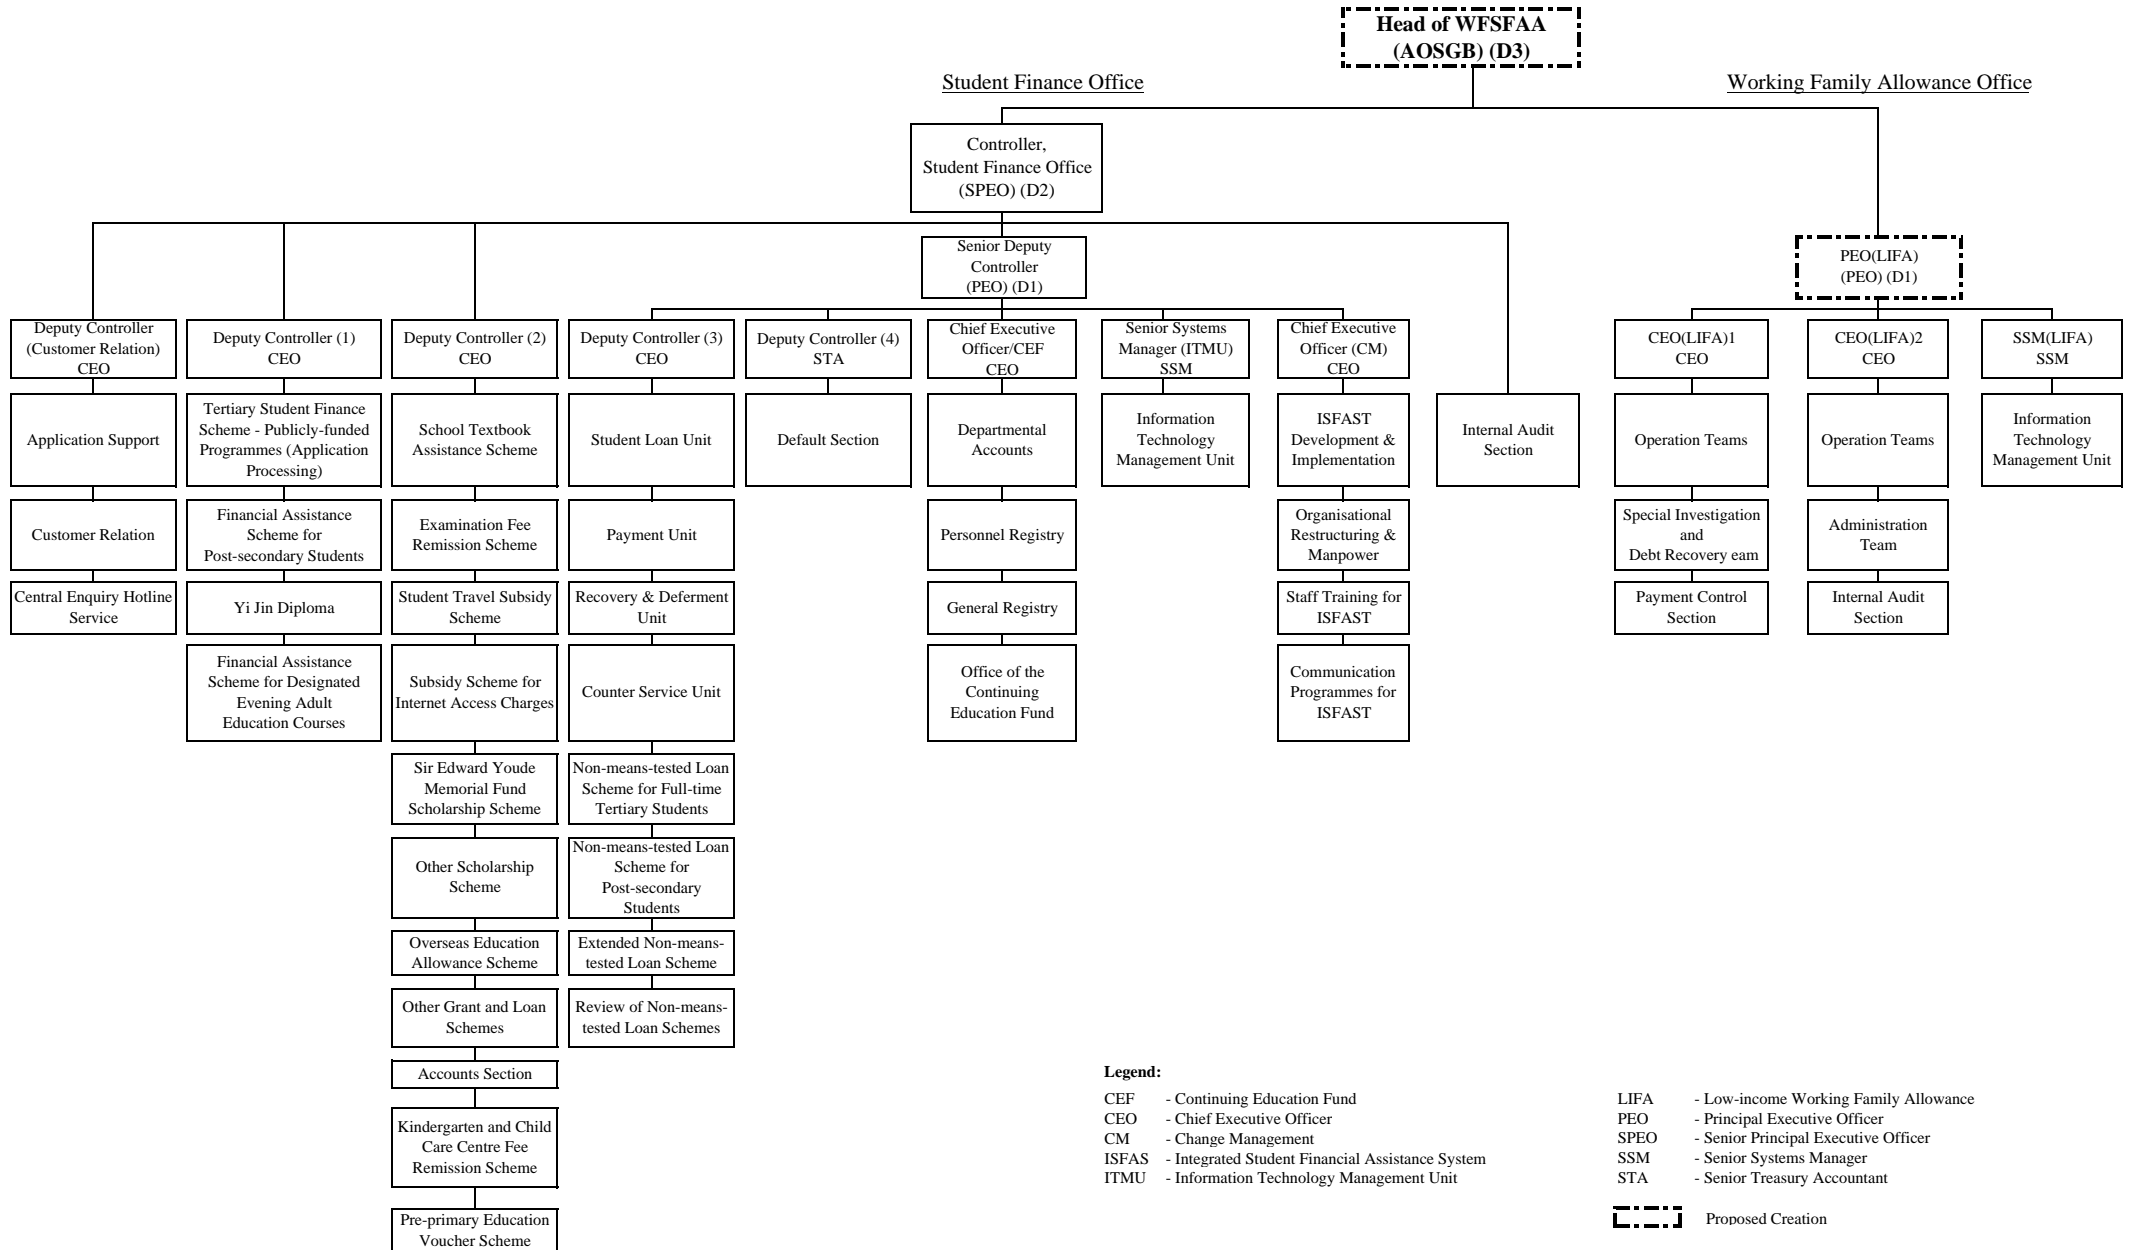 Head of WFSFAA
(AOSGB) (D3)
Student Finance Office
Working Family Allowance Office
Controller,
Student Finance Office
(SPEO) (D2)
Senior Deputy
Controller
(PEO) (D1)
PEO(LIFA)
(PEO) (D1)
Deputy Controller
(Customer Relation)
CEO
Deputy Controller (1)
CEO
Deputy Controller (2)
CEO
Deputy Controller (3)
CEO
Deputy Controller (4)
STA
Chief Executive
Officer/CEF
CEO
Senior Systems
Manager (ITMU)
SSM
Chief Executive
Officer (CM)
CEO
CEO(LIFA)1
CEO
CEO(LIFA)2
CEO
SSM(LIFA)
SSM
Application Support
Tertiary Student Finance
Scheme - Publicly-funded
Programmes (Application
Processing)
School Textbook
Assistance Scheme
Student Loan Unit
Default Section
Departmental
Accounts
Information
Technology
Management Unit
ISFAST
Development &
Implementation
Internal Audit
Section
Operation Teams
Operation Teams
Information
Technology
Management Unit
Customer Relation
Financial Assistance
Scheme for
Post-secondary Students
Examination Fee
Remission Scheme
Payment Unit
Personnel Registry
Organisational
Restructuring &
Manpower
Special Investigation
and
Debt Recovery eam
Administration
Team
Central Enquiry Hotline
Service
Yi Jin Diploma
Student Travel Subsidy
Scheme
Recovery & Deferment
Unit
General Registry
Staff Training for
ISFAST
Payment Control
Section
Internal Audit
Section
Financial Assistance
Scheme for Designated
Evening Adult
Education Courses
Subsidy Scheme for
Internet Access Charges
Counter Service Unit
Office of the
Continuing
Education Fund
Communication
Programmes for
ISFAST
Sir Edward Youde
Memorial Fund
Scholarship Scheme
Non-means-tested Loan
Scheme for Full-time
Tertiary Students
Other Scholarship
Scheme
Non-means-tested Loan
Scheme for
Post-secondary
Students
Overseas Education
Allowance Scheme
Extended Non-means-
tested Loan Scheme
Other Grant and Loan
Schemes
Review of Non-means-
tested Loan Schemes
Accounts Section
Kindergarten and Child
Care Centre Fee
Remission Scheme
Pre-primary Education
Voucher Scheme
Legend:
CEF - Continuing Education Fund
CEO - Chief Executive Officer
CM - Change Management
ISFAS - Integrated Student Financial Assistance System
ITMU - Information Technology Management Unit
LIFA - Low-income Working Family Allowance
PEO - Principal Executive Officer
SPEO - Senior Principal Executive Officer
SSM - Senior Systems Manager
STA - Senior Treasury Accountant
Proposed Creation